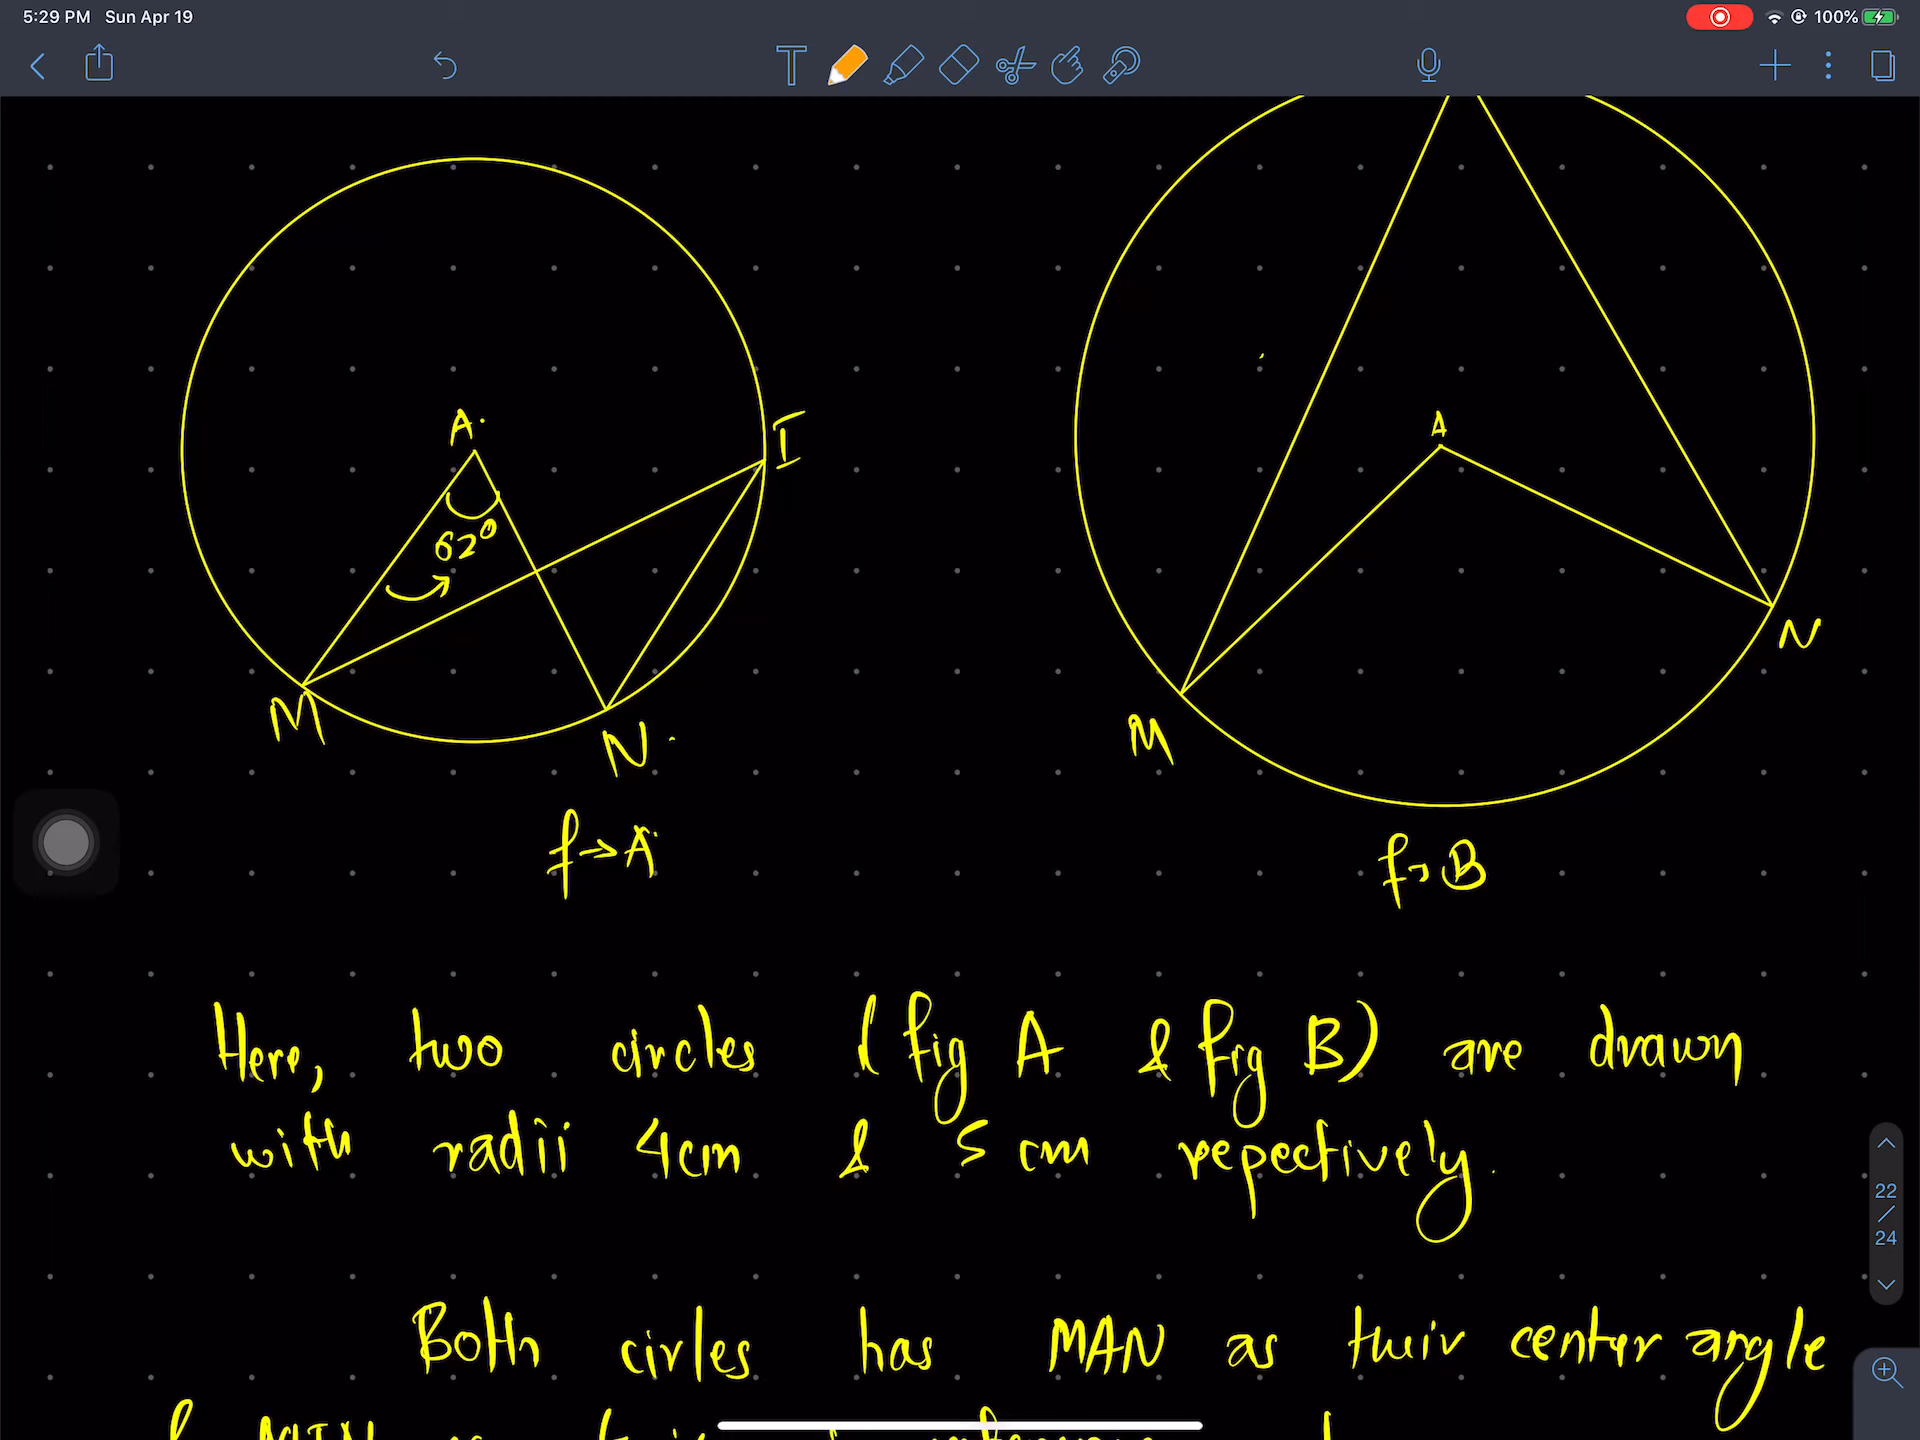 5:29 PM Sun Apr 19
100%
A
I
62°
M
N
f→A
A
M
N
f→B
Here, two circles (fig A & fig B) are drawn
with radii 4cm & 5 cm repectively.
22
/
24
Both cirles has MAN as their center angle